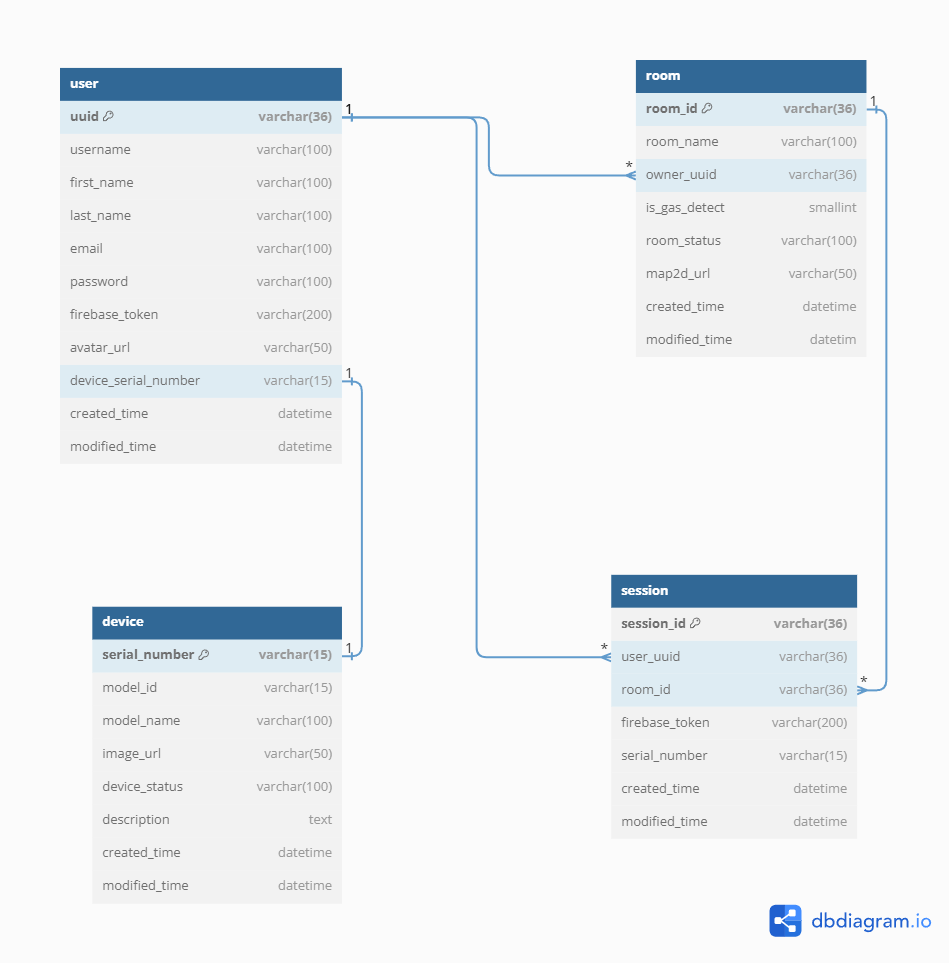 user
uuid varchar(36)
username varchar(100)
first_name varchar(100)
last_name varchar(100)
email varchar(100)
password varchar(100)
firebase_token varchar(200)
avatar_url varchar(50)
device_serial_number varchar(15)
created_time datetime
modified_time datetime
1
1
room
room_id varchar(36)
room_name varchar(100)
owner_uuid varchar(36)
is_gas_detect smallint
room_status varchar(100)
map2d_url varchar(50)
created_time datetime
modified_time datetim
1
*
device
serial_number varchar(15)
model_id varchar(15)
model_name varchar(100)
image_url varchar(50)
device_status varchar(100)
description text
created_time datetime
modified_time datetime
1
session
session_id varchar(36)
user_uuid varchar(36)
room_id varchar(36)
firebase_token varchar(200)
serial_number varchar(15)
created_time datetime
modified_time datetime
*
*
dbdiagram.io